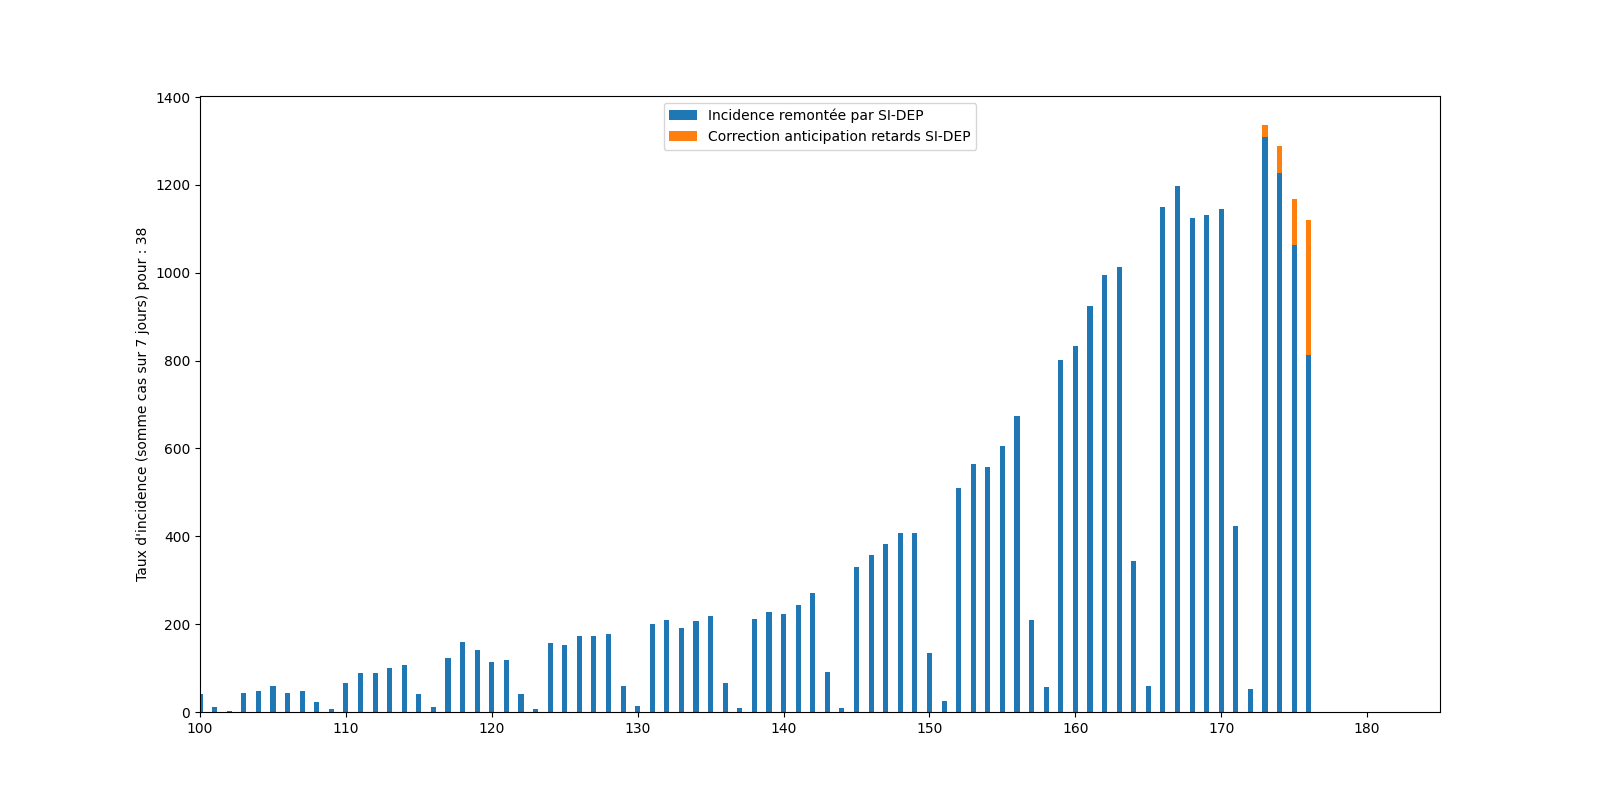 Incidence remontée par SI-DEP
Correction anticipation retards SI-DEP
Taux d'incidence (somme cas sur 7 jours) pour : 38
1400
1200
1000
800
600
400
200
0
100 110 120 130 140 150 160 170 180